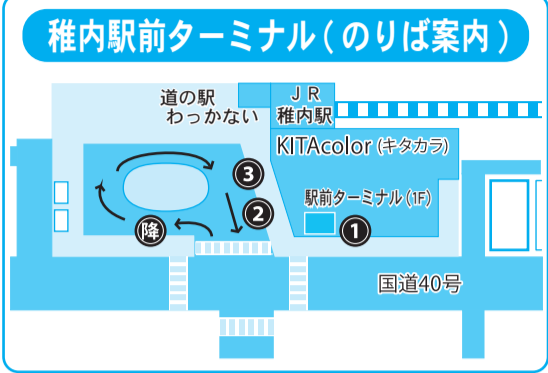 稚内駅前ターミナル(のりば案内)
道の駅
わっかない
JR
稚内駅
KITAcolor (キタカラ)
駅前ターミナル(1F)
3
2
1
降
国道40号